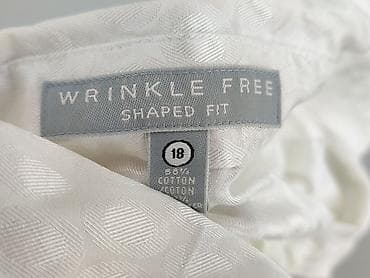 WRINKLE FREE
SHAPED FIT
18
COTTON
/COTON